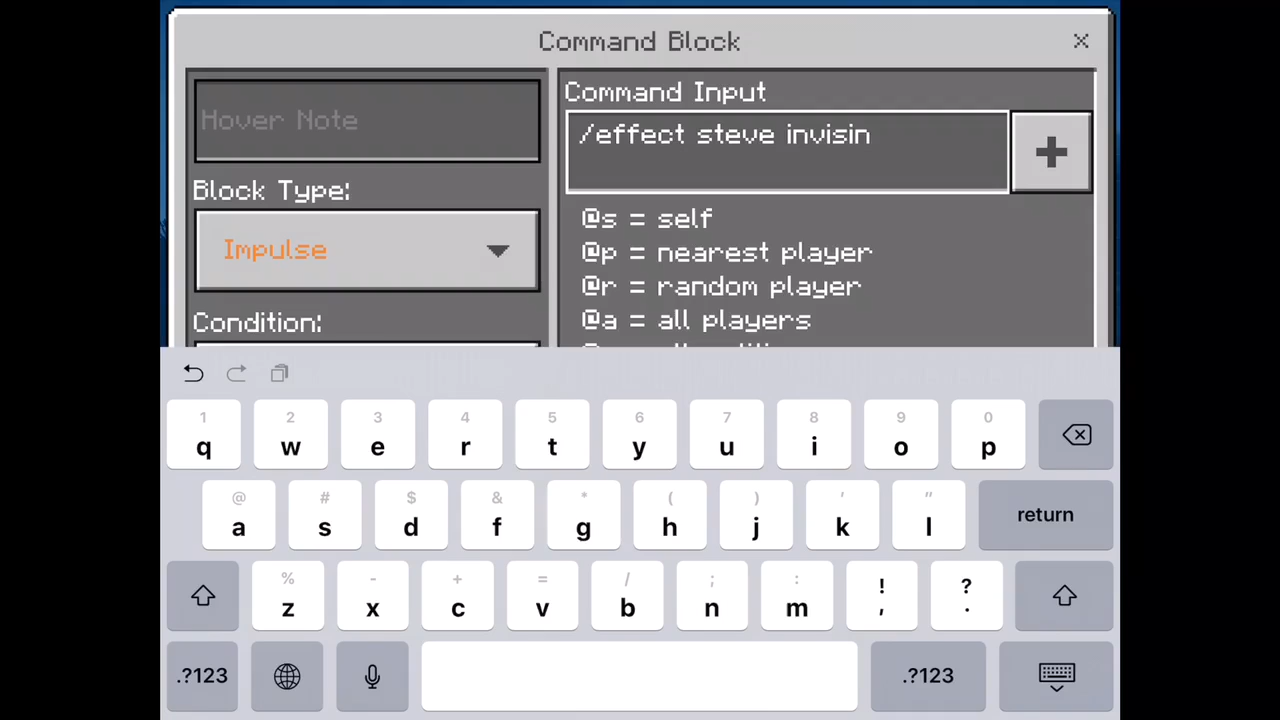 Command Block
Hover Note
Block Type:
Impulse
Condition:
Command Input
/effect steve invisin
@s = self
@p = nearest player
@r = random player
@a = all players
1 2 3 4 5 6 7 8 9 0
q w e r t y u i o p
@ # $ & * ( ) ' "
a s d f g h j k l return
% - + = / ; : ! ?
z x c v b n m , .
.?123 .?123